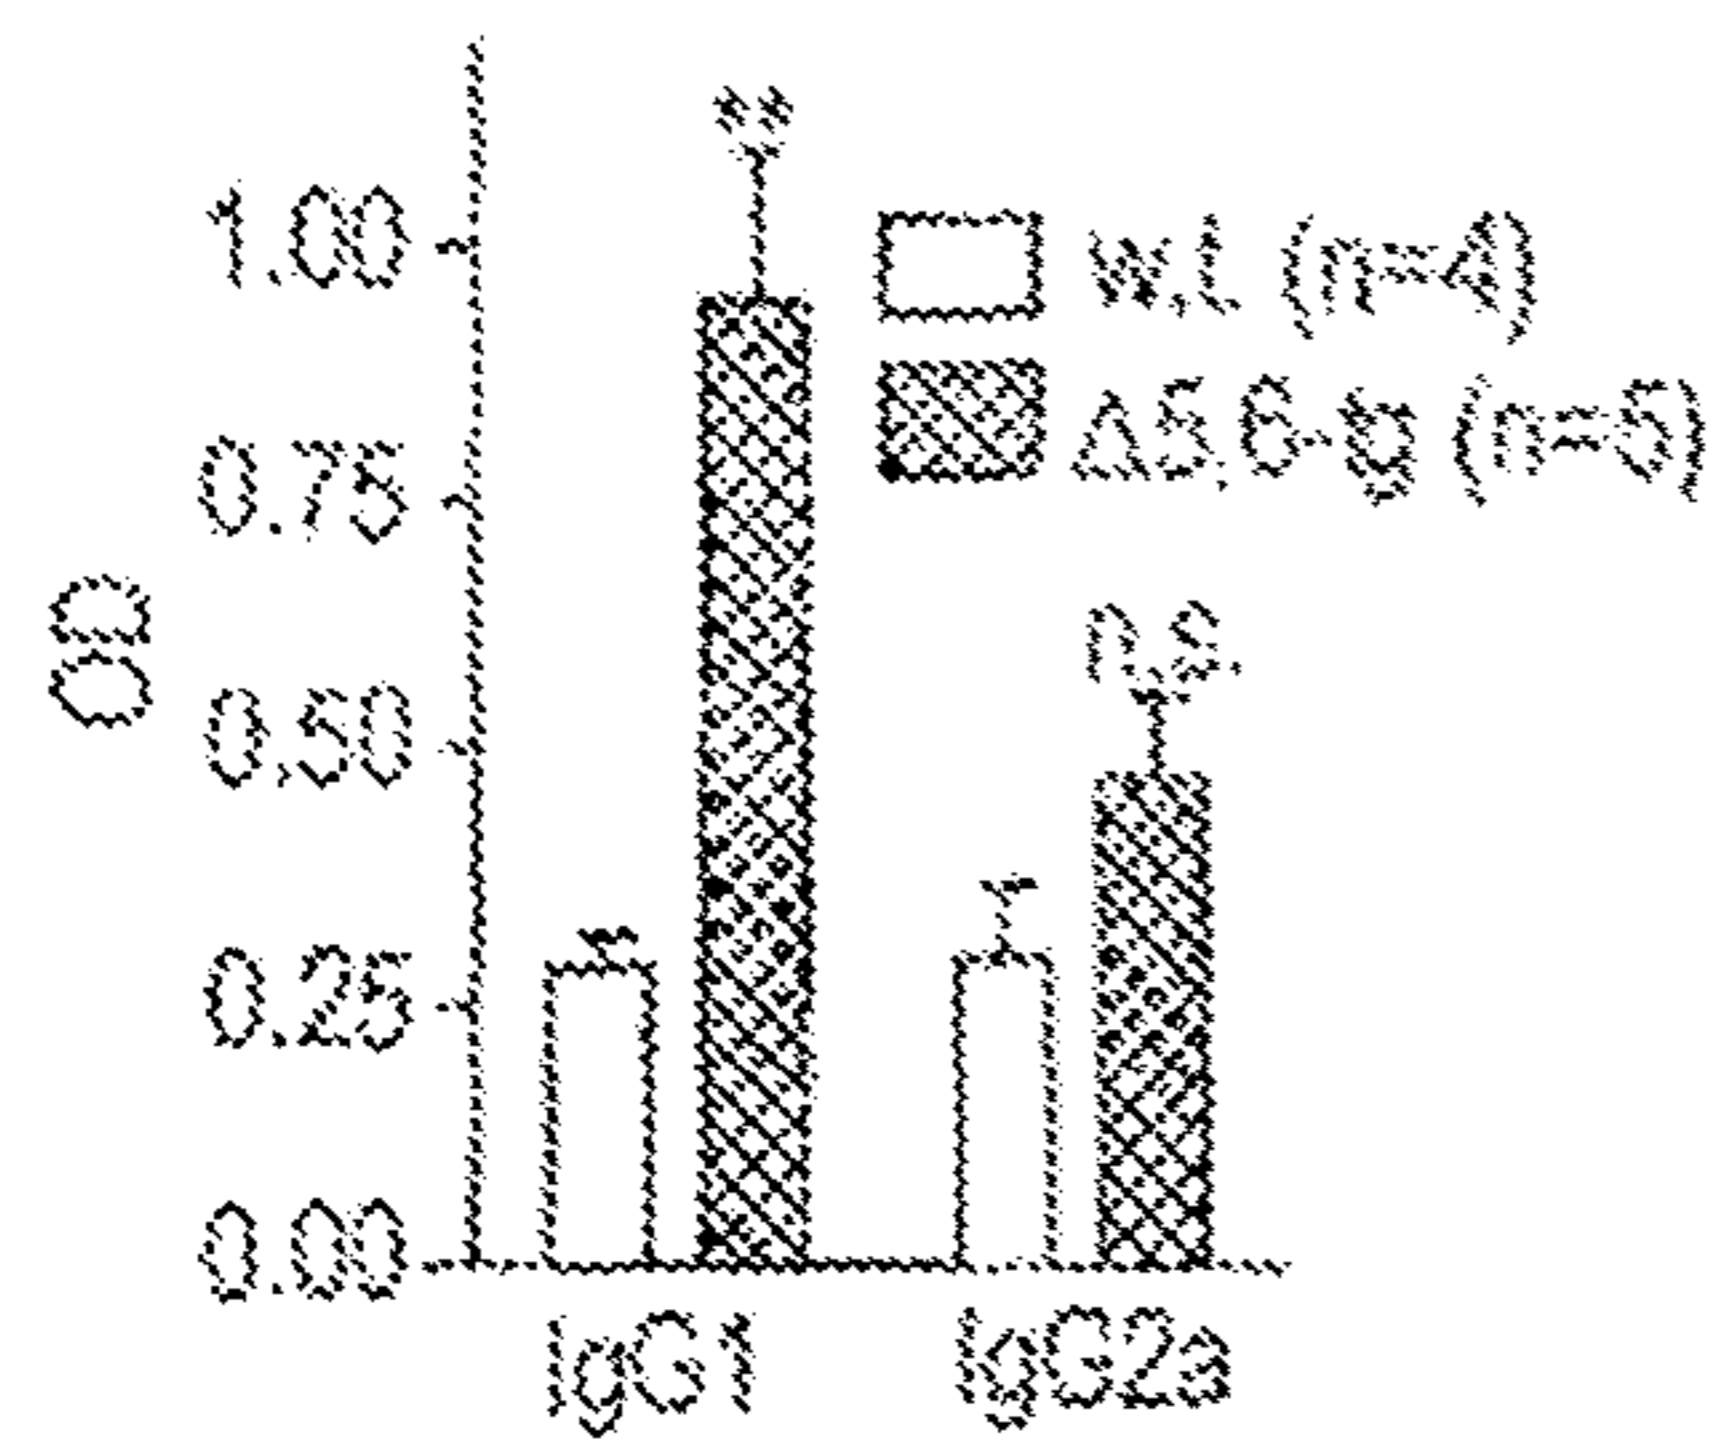 **
1.00
w.t. (n=4)
Δ5,6-g (n=5)
0.75
OD
n.s.
0.50
0.25
0.00
IgG1 IgG2a